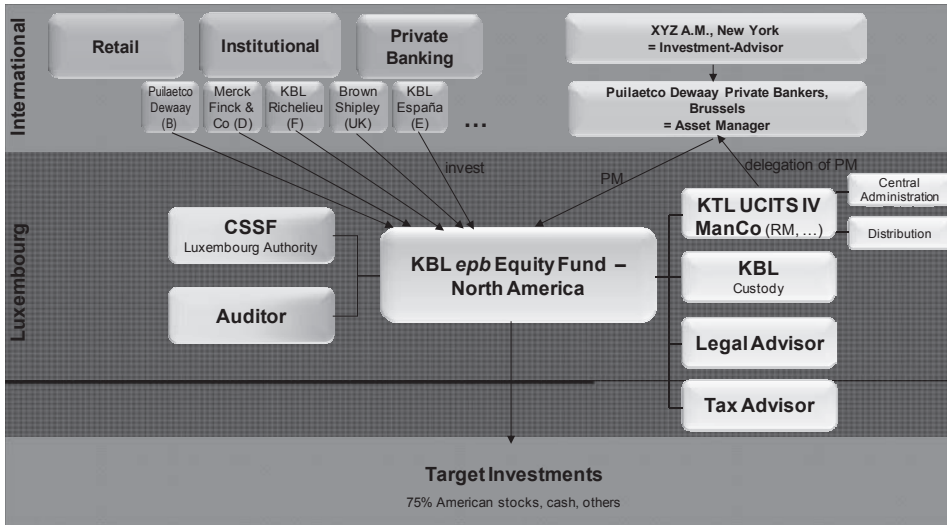 International
Retail
Institutional
Private
Banking
XYZ A.M., New York
= Investment-Advisor
Puilaetco
Dewaay
(B)
Merck
Finck &
Co (D)
KBL
Richelieu
(F)
Brown
Shipley
(UK)
KBL
España
(E)
...
Puilaetco Dewaay Private Bankers,
Brussels
= Asset Manager
invest
PM
delegation of PM
Luxembourg
CSSF
Luxembourg Authority
Auditor
KBL epb Equity Fund –
North America
KTL UCITS IV
ManCo (RM, …)
Central
Administration
Distribution
KBL
Custody
Legal Advisor
Tax Advisor
Target Investments
75% American stocks, cash, others